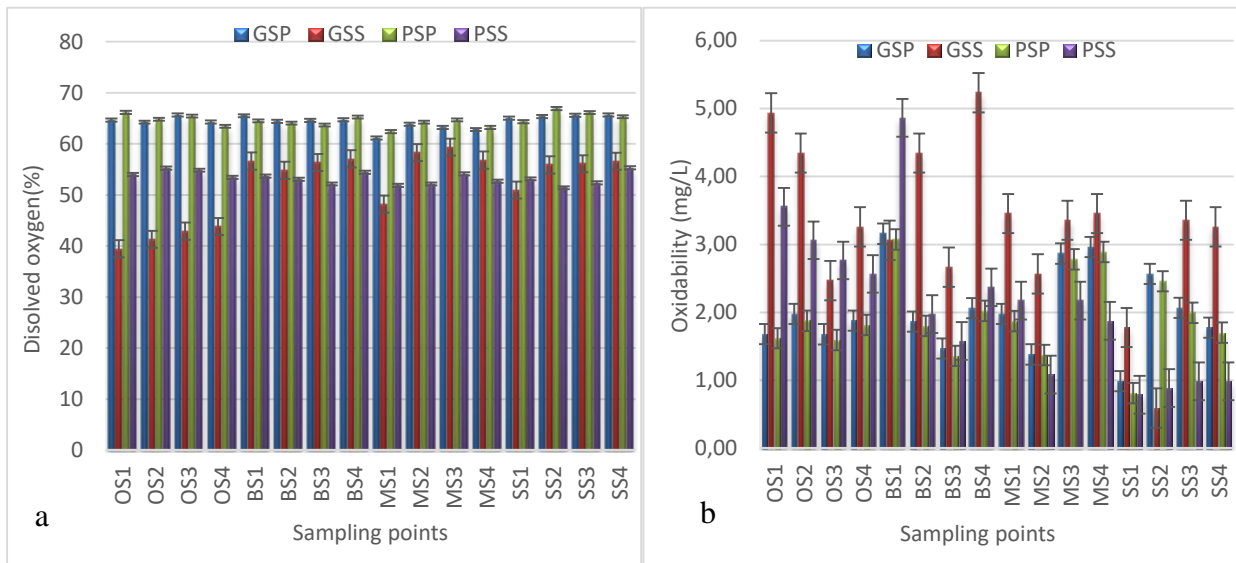 80
70
60
50
40
30
20
10
0
Disolved oxygen(%)
GSP GSS PSP PSS
OS1 OS2 OS3 OS4 BS1 BS2 BS3 BS4 MS1 MS2 MS3 MS4 SS1 SS2 SS3 SS4
Sampling points
a
6,00
5,00
4,00
3,00
2,00
1,00
0,00
Oxidability (mg/L)
GSP GSS PSP PSS
OS1 OS2 OS3 OS4 BS1 BS2 BS3 BS4 MS1 MS2 MS3 MS4 SS1 SS2 SS3 SS4
Sampling points
b